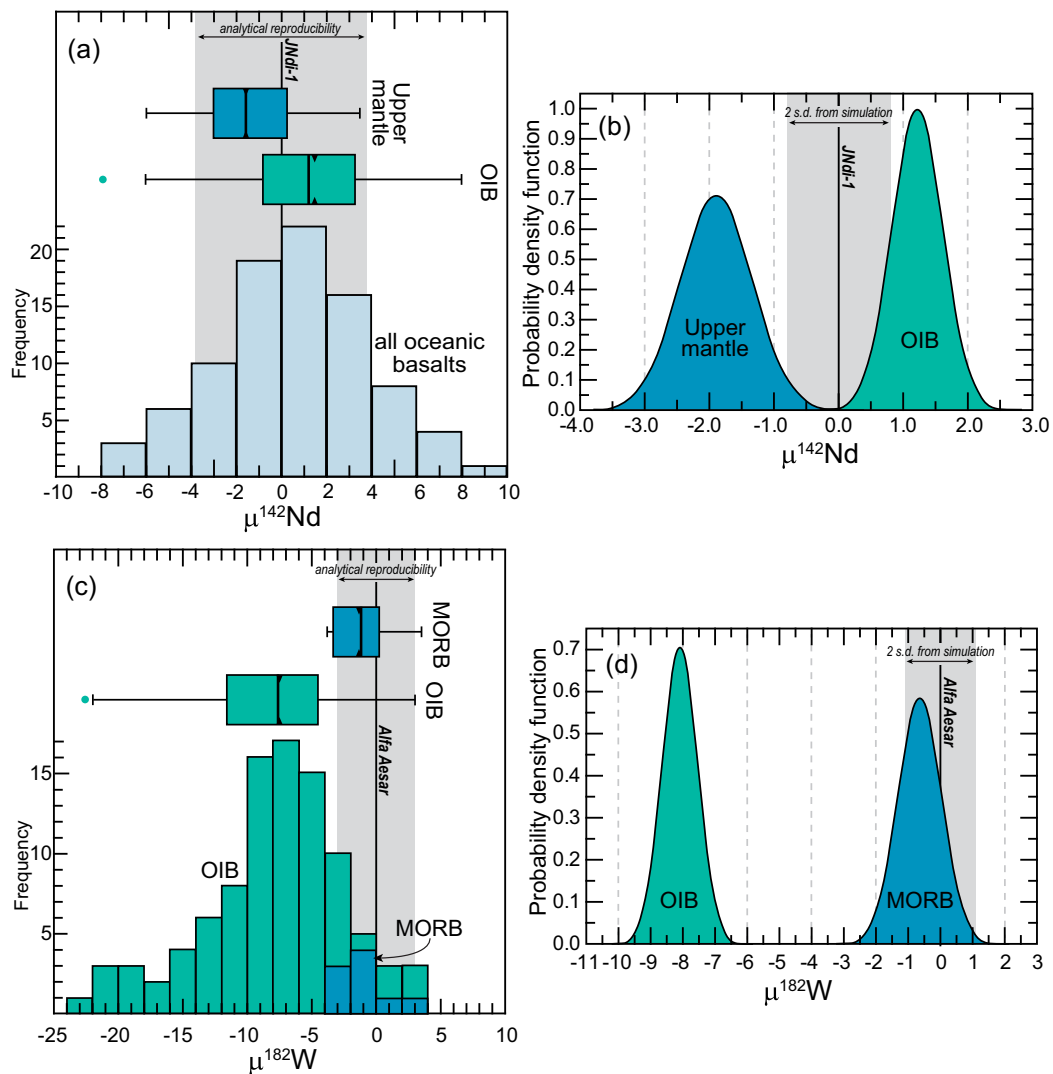 (a)
analytical reproducibility
JNdi-1
Upper
mantle
OIB
all oceanic
basalts
Frequency
20
15
10
5
-10 -8 -6 -4 -2 0 2 4 6 8 10
μ¹⁴²Nd
(b)
2 s.d. from simulation
JNdi-1
Upper
mantle
OIB
Probability density function
1.0
0.9
0.8
0.7
0.6
0.5
0.4
0.3
0.2
0.1
0.0
-4.0 -3.0 -2.0 -1.0 0.0 1.0 2.0 3.0
μ¹⁴²Nd
(c)
analytical reproducibility
MORB
OIB
Alfa Aesar
OIB
MORB
Frequency
15
10
5
-24 -20 -15 -10 -5 0 5 10
μ¹⁸²W
(d)
2 s.d. from simulation
Alfa Aesar
OIB
MORB
Probability density function
0.7
0.6
0.5
0.4
0.3
0.2
0.1
0.0
-11 -10 -9 -8 -7 -6 -5 -4 -3 -2 -1 0 1 2 3
μ¹⁸²W